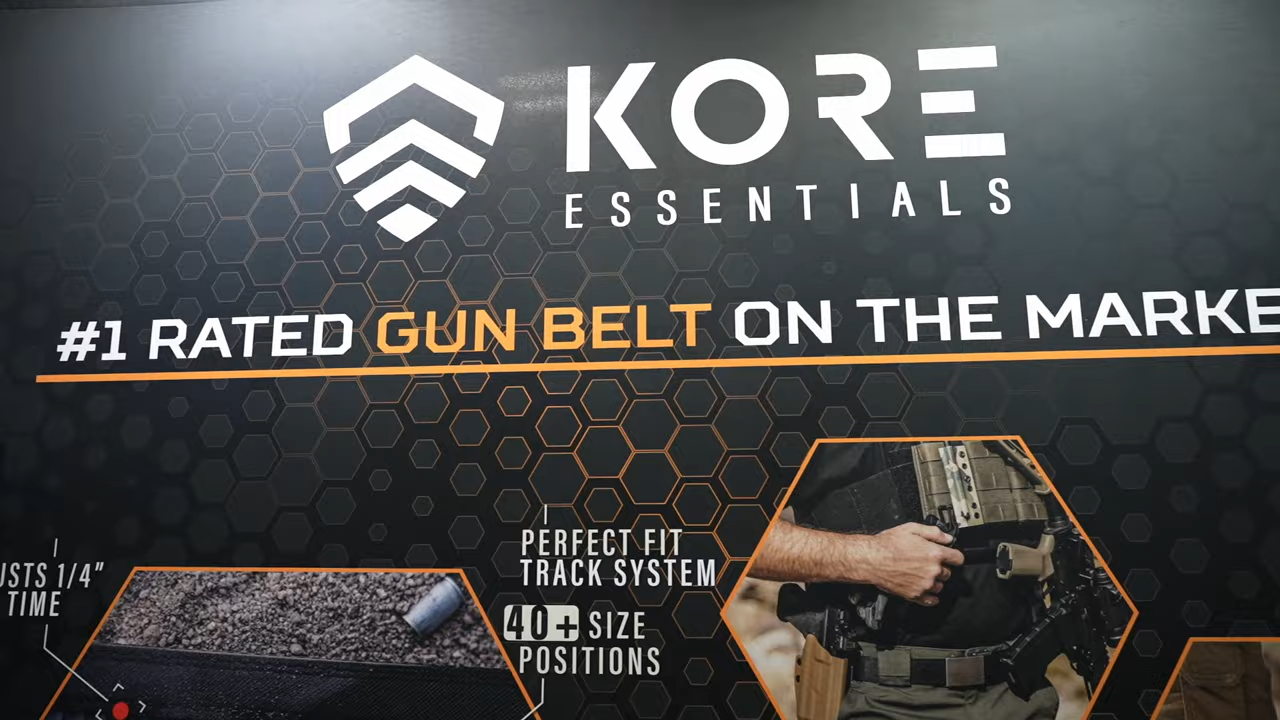 KORE
ESSENTIALS
#1 RATED GUN BELT ON THE MARKE
USTS 1/4"
TIME
PERFECT FIT
TRACK SYSTEM
40+ SIZE
POSITIONS